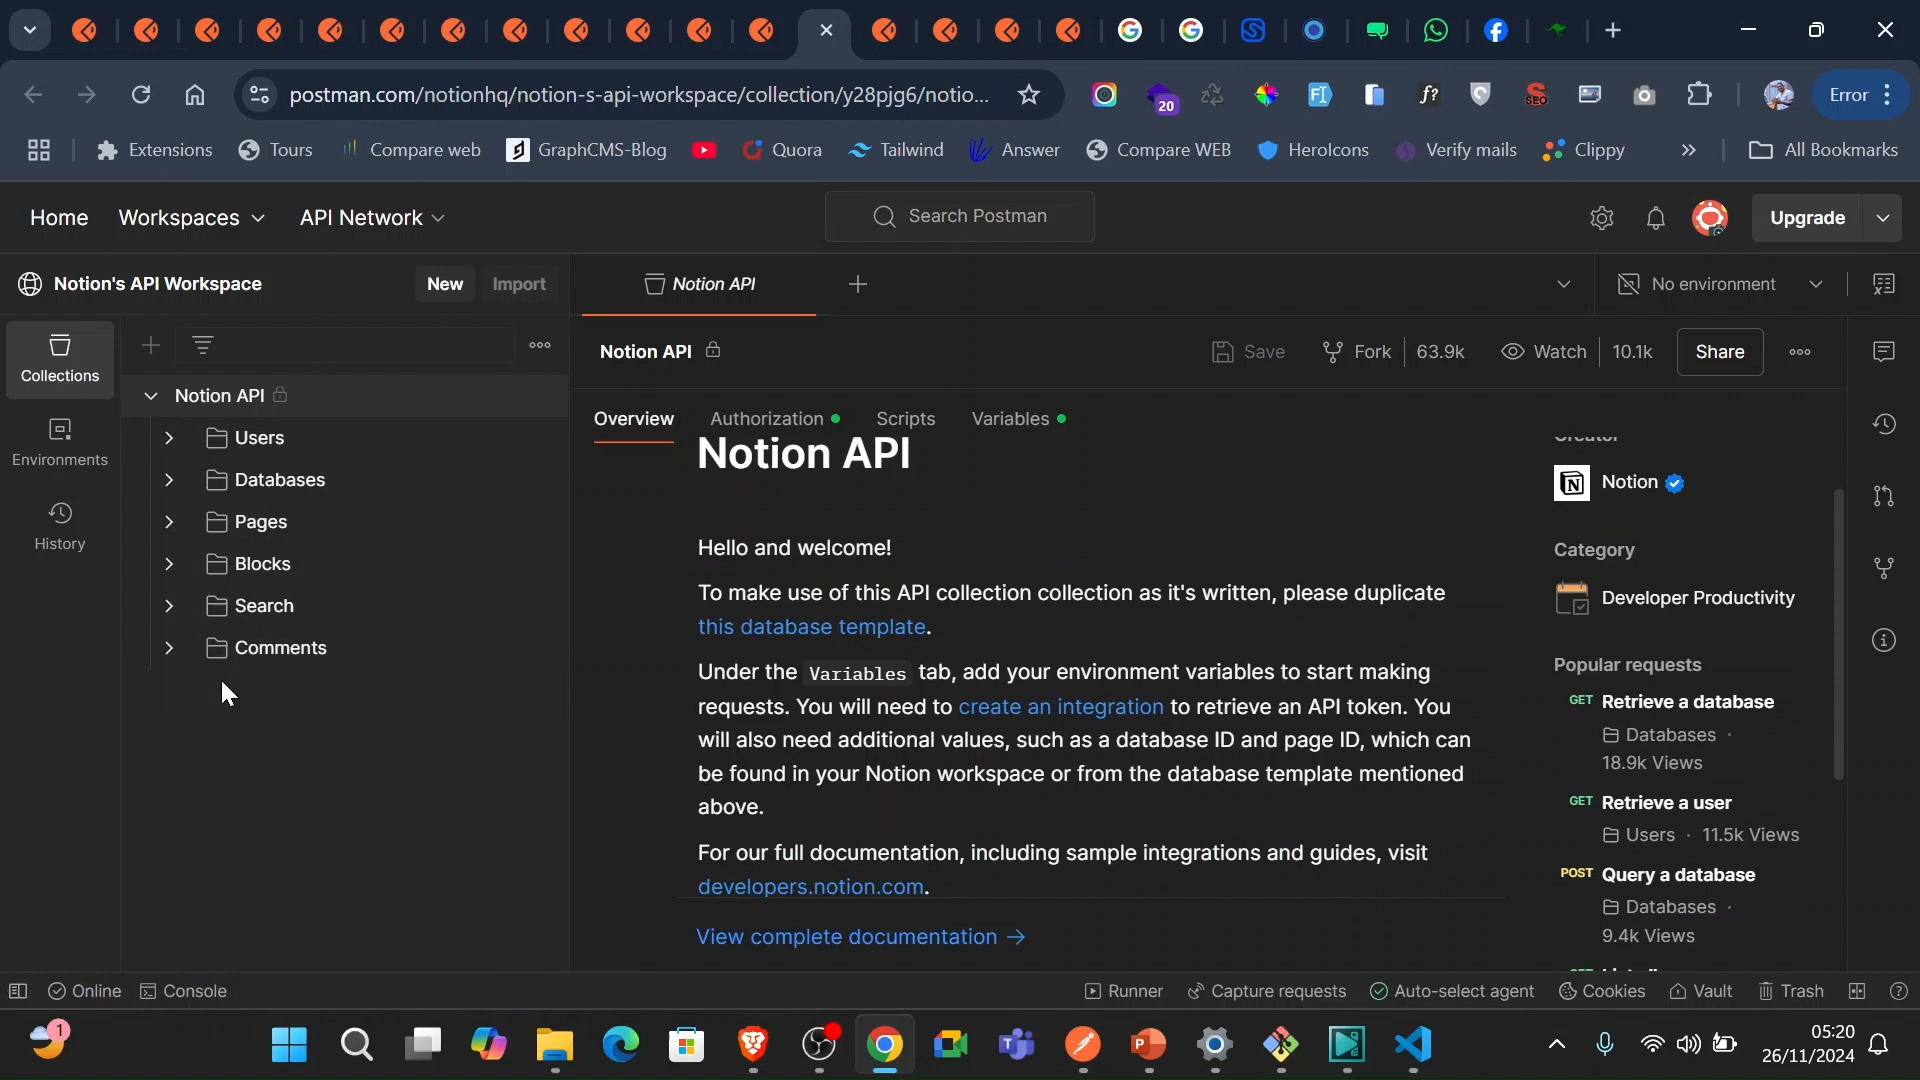 postman.com/notionhq/notion-s-api-workspace/collection/y28pjg6/notio...
20
f?
SEO
Error
Extensions
Tours
Compare web
GraphCMS-Blog
Quora
Tailwind
Answer
Compare WEB
HeroIcons
Verify mails
Clippy
All Bookmarks
Home
Workspaces
API Network
Search Postman
Upgrade
Notion's API Workspace
New
Import
Notion API
No environment
Collections
Environments
History
Notion API
Users
Databases
Pages
Blocks
Search
Comments
Notion API
Save
Fork
63.9k
Watch
10.1k
Share
Overview
Authorization
Scripts
Variables
Notion API
Hello and welcome!
To make use of this API collection collection as it's written, please duplicate
this database template.
Under the Variables tab, add your environment variables to start making
requests. You will need to create an integration to retrieve an API token. You
will also need additional values, such as a database ID and page ID, which can
be found in your Notion workspace or from the database template mentioned
above.
For our full documentation, including sample integrations and guides, visit
developers.notion.com.
View complete documentation →
Creator
Notion
Category
Developer Productivity
Popular requests
GET Retrieve a database
Databases ·
18.9k Views
GET Retrieve a user
Users · 11.5k Views
POST Query a database
Databases ·
9.4k Views
Online
Console
Runner
Capture requests
Auto-select agent
Cookies
Vault
Trash
1
05:20
26/11/2024